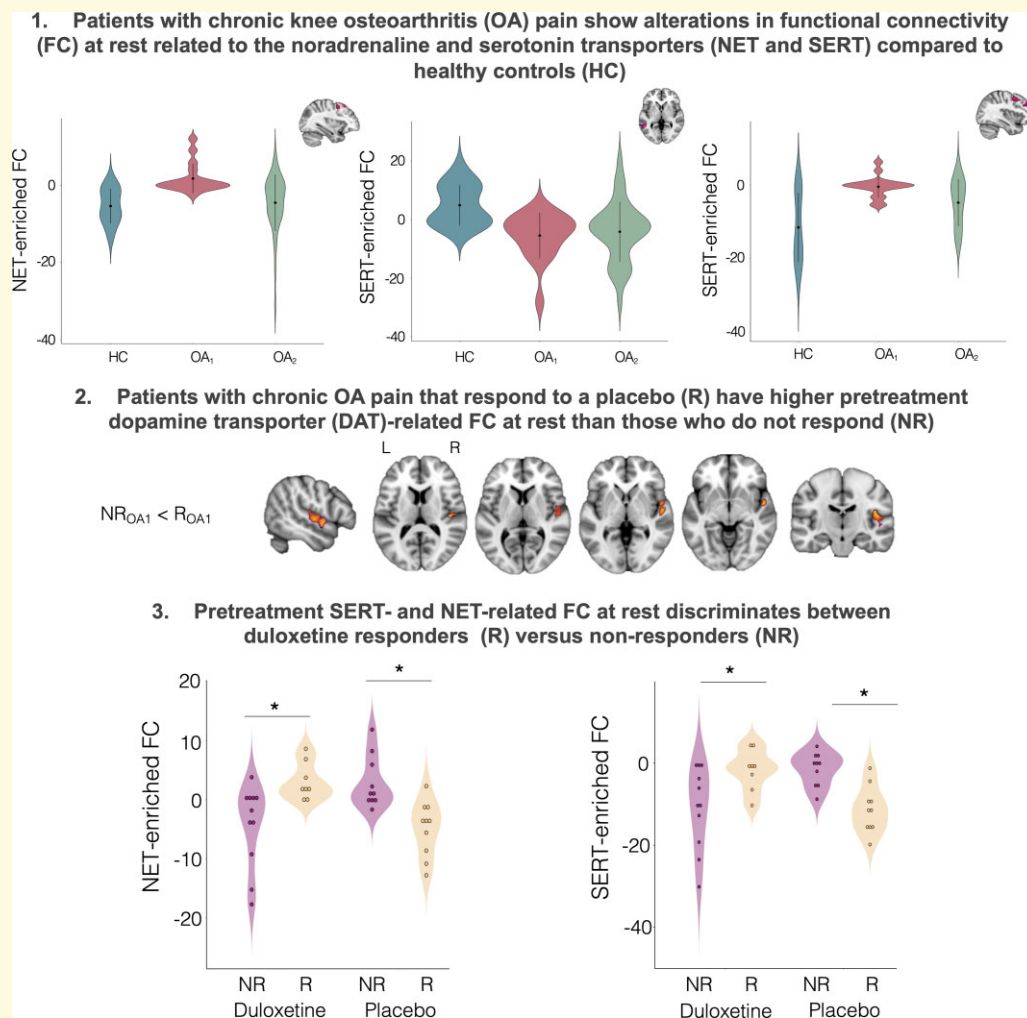 1. Patients with chronic knee osteoarthritis (OA) pain show alterations in functional connectivity
(FC) at rest related to the noradrenaline and serotonin transporters (NET and SERT) compared to
healthy controls (HC)
NET-enriched FC
0
-20
-40
HC OA₁ OA₂
SERT-enriched FC
20
0
-20
-40
HC OA₁ OA₂
SERT-enriched FC
0
-20
-40
HC OA₁ OA₂
2. Patients with chronic OA pain that respond to a placebo (R) have higher pretreatment
dopamine transporter (DAT)-related FC at rest than those who do not respond (NR)
L R
NR_OA1 < R_OA1
3. Pretreatment SERT- and NET-related FC at rest discriminates between
duloxetine responders (R) versus non-responders (NR)
NET-enriched FC
20
10
0
-10
-20
* *
NR R NR R
Duloxetine Placebo
SERT-enriched FC
0
-20
-40
* *
NR R NR R
Duloxetine Placebo